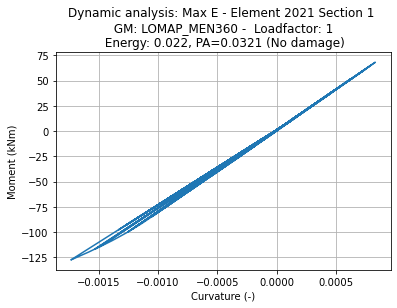 Dynamic analysis: Max E - Element 2021 Section 1
GM: LOMAP_MEN360 -  Loadfactor: 1
Energy: 0.022, PA=0.0321 (No damage)
75
50
25
0
−25
−50
−75
−100
−125
Moment (kNm)
−0.0015
−0.0010
−0.0005
0.0000
0.0005
Curvature (-)